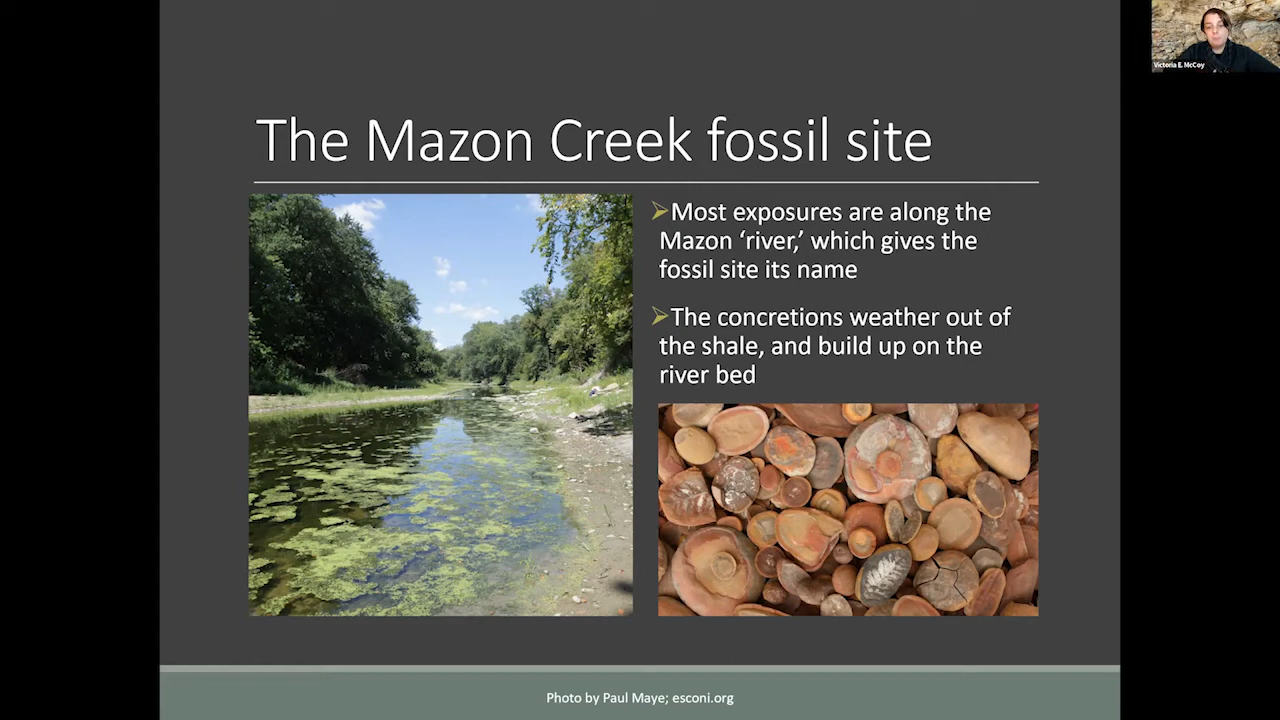 Victoria E. McCoy
The Mazon Creek fossil site
Most exposures are along the
Mazon ‘river,’ which gives the
fossil site its name
The concretions weather out of
the shale, and build up on the
river bed
Photo by Paul Maye; esconi.org